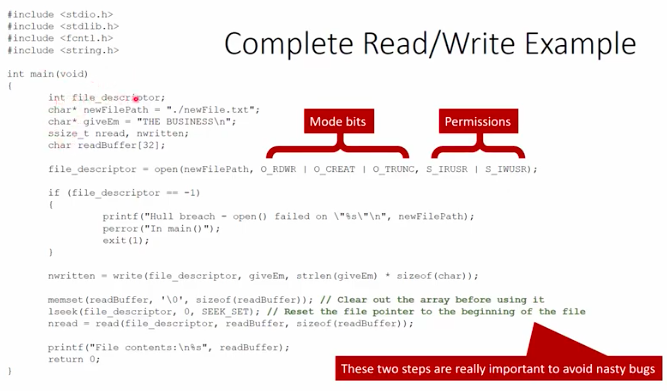 #include <stdio.h>
#include <stdlib.h>
#include <fcntl.h>
#include <string.h>
Complete Read/Write Example
int main(void)
{
int file_descriptor;
char* newFilePath = "./newFile.txt";
char* giveEm = "THE BUSINESS\n";
ssize_t nread, nwritten;
char readBuffer[32];
Mode bits
Permissions
file_descriptor = open(newFilePath, O_RDWR | O_CREAT | O_TRUNC, S_IRUSR | S_IWUSR);
if (file_descriptor == -1)
{
printf("Hull breach - open() failed on \"%s\"\n", newFilePath);
perror("In main()");
exit(1);
}
nwritten = write(file_descriptor, giveEm, strlen(giveEm) * sizeof(char));
memset(readBuffer, '\0', sizeof(readBuffer)); // Clear out the array before using it
lseek(file_descriptor, 0, SEEK_SET); // Reset the file pointer to the beginning of the file
nread = read(file_descriptor, readBuffer, sizeof(readBuffer));
printf("File contents:\n%s", readBuffer);
return 0;
}
These two steps are really important to avoid nasty bugs